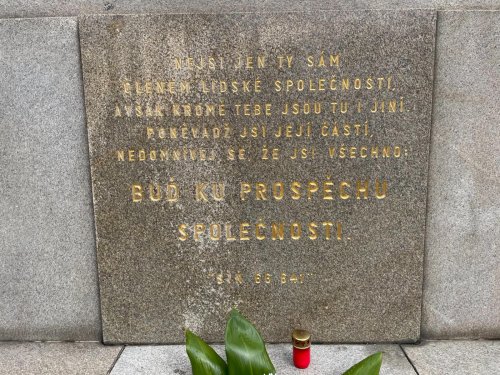 NEJSI JEN TY SÁM
ČLENEM LIDSKÉ SPOLEČNOSTI,
AVŠAK KROMĚ TEBE JSOU TU I JINÍ.
PONĚVADŽ JSI JEJÍ ČÁSTÍ,
NEDOMNÍVEJ SE, ŽE JSI VŠECHNO:
BUĎ KU PROSPĚCHU
SPOLEČNOSTI.